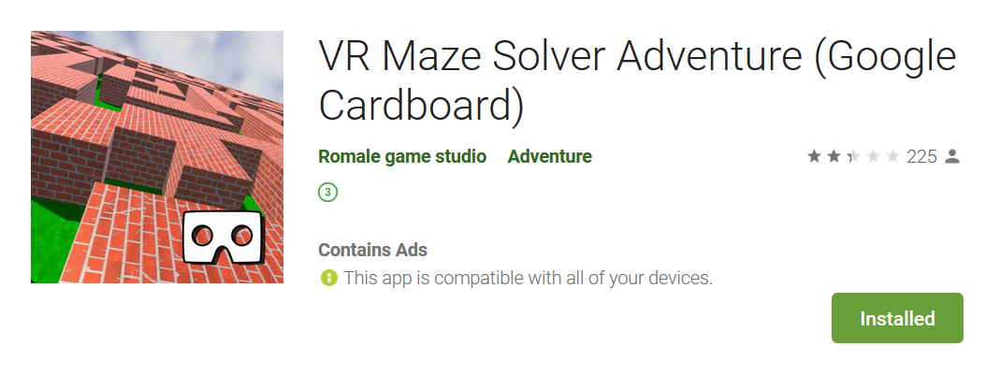 VR Maze Solver Adventure (Google
Cardboard)
Romale game studio Adventure
225
3
Contains Ads
This app is compatible with all of your devices.
Installed